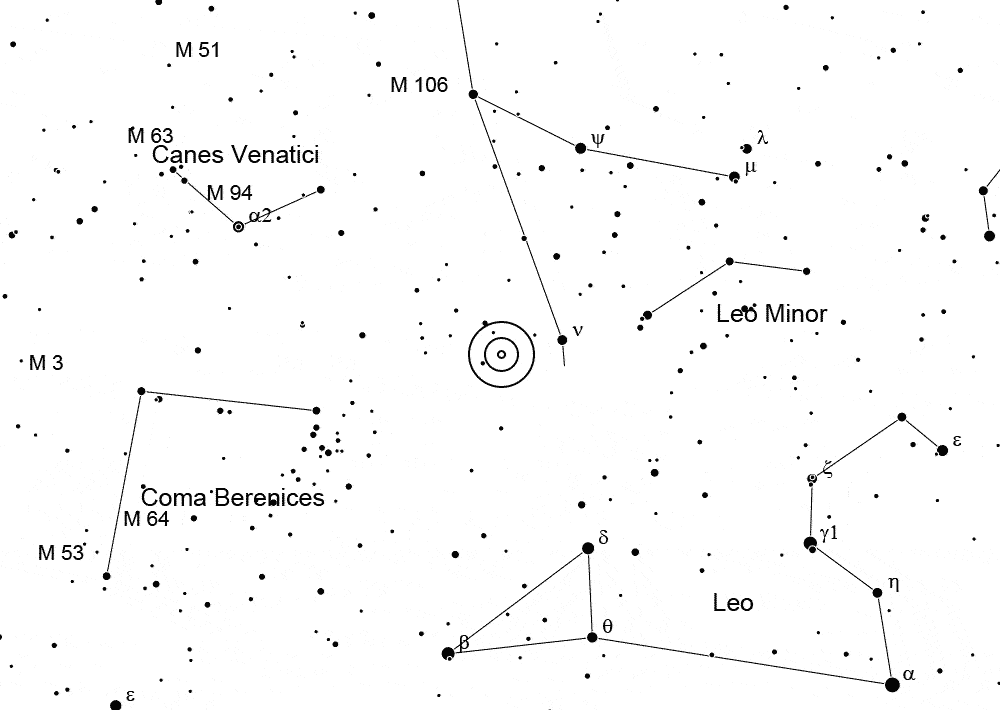 M 51
M 106
M 63
ψ
λ
Canes Venatici
μ
M 94
α2
Leo Minor
ν
M 3
ε
ζ
Coma Berenices
M 64
γ1
δ
M 53
η
Leo
θ
β
α
ε